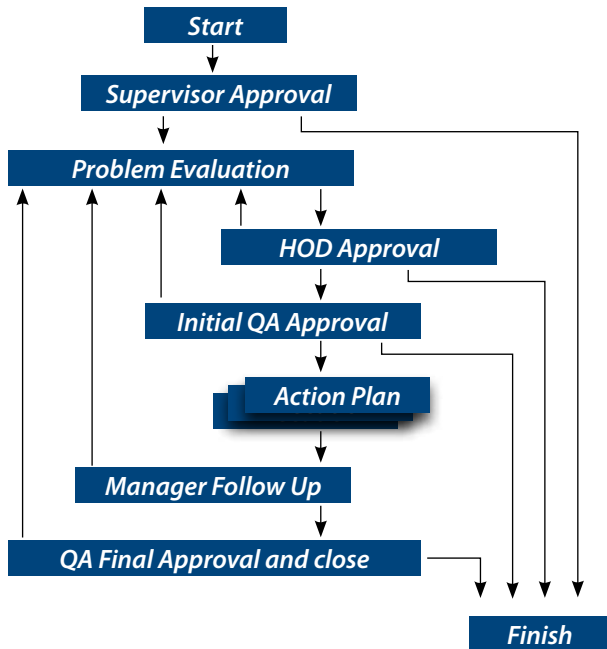 Start
Supervisor Approval
Problem Evaluation
HOD Approval
Initial QA Approval
Action Plan
Manager Follow Up
QA Final Approval and close
Finish